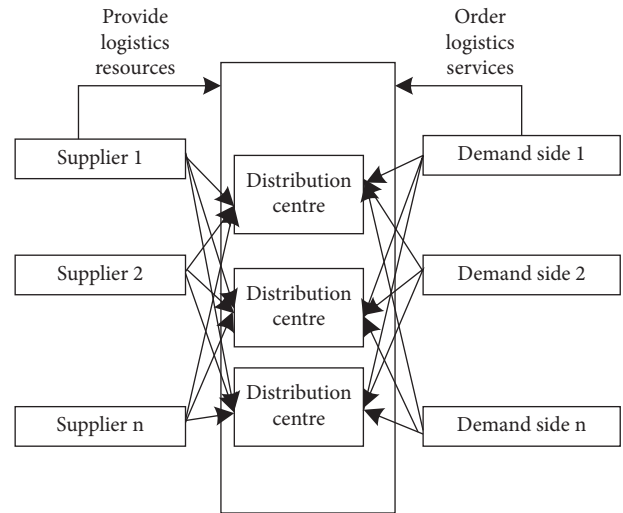 Provide
logistics
resources
Order
logistics
services
Supplier 1
Distribution
centre
Demand side 1
Supplier 2
Distribution
centre
Demand side 2
Supplier n
Distribution
centre
Demand side n